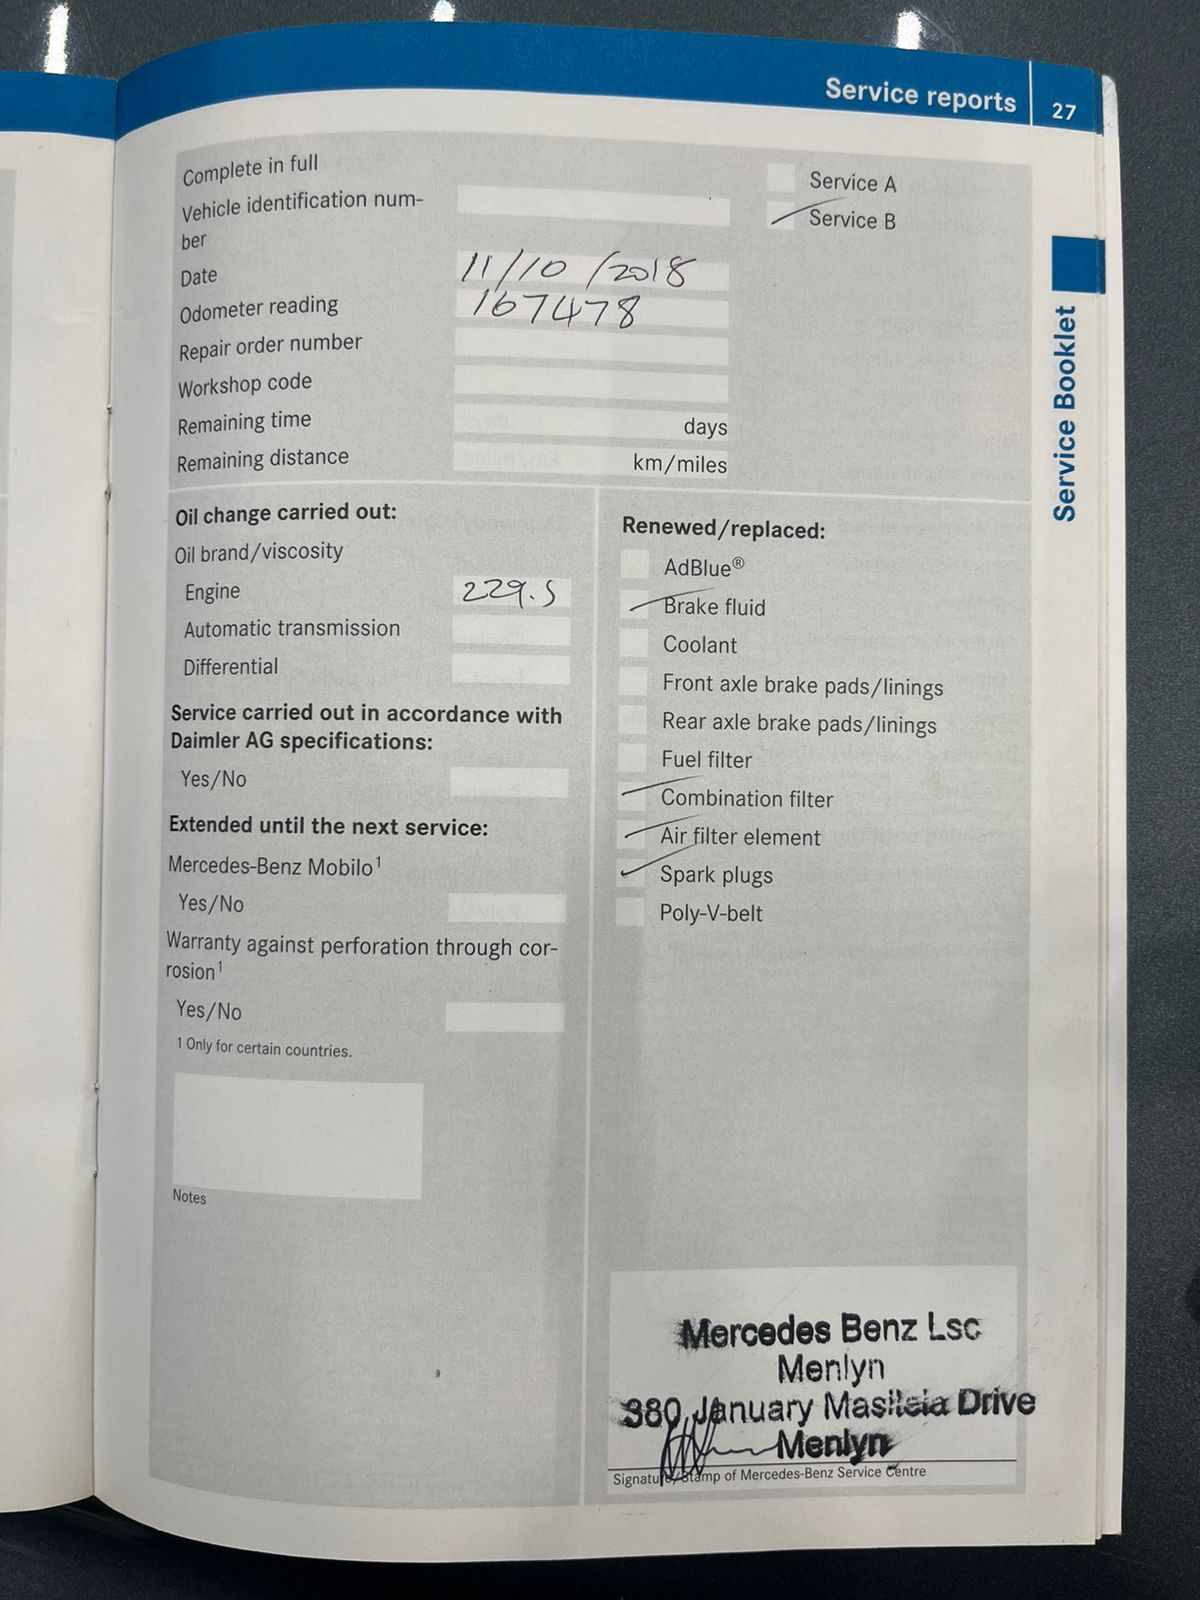 Service reports 27
Complete in full
Service A
Vehicle identification num-
ber
Service B
Date 11/10/2018
Odometer reading 167478
Repair order number
Workshop code
Remaining time days
Remaining distance km/miles
Service Booklet
Oil change carried out:
Oil brand/viscosity
Engine 229.5
Automatic transmission
Differential
Service carried out in accordance with
Daimler AG specifications:
Yes/No
Extended until the next service:
Mercedes-Benz Mobilo¹
Yes/No
Warranty against perforation through cor-
rosion¹
Yes/No
1 Only for certain countries.
Notes
Renewed/replaced:
AdBlue®
Brake fluid
Coolant
Front axle brake pads/linings
Rear axle brake pads/linings
Fuel filter
Combination filter
Air filter element
Spark plugs
Poly-V-belt
Mercedes Benz Lsc
Menlyn
380 January Masilela Drive
Menlyn
Signature/Stamp of Mercedes-Benz Service Centre